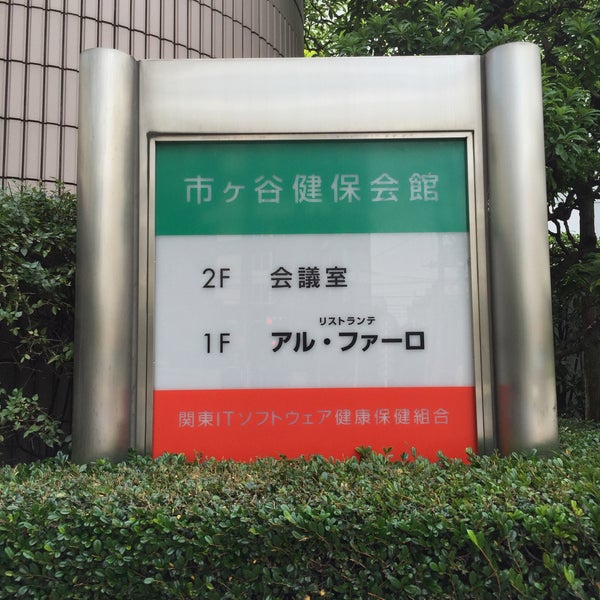 市ヶ谷健保会館
2F 会議室
リストランテ
1F アル・ファーロ
関東ITソフトウェア健康保健組合